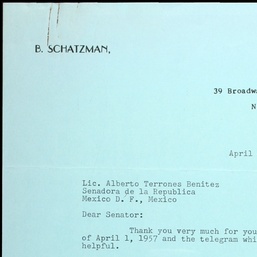 B. SCHATZMAN,
39 Broadw
N
April
Lic. Alberto Terrones Benitez
Senadora de la Republica
Mexico D. F., Mexico
Dear Senator:
Thank you very much for you
of April 1, 1957 and the telegram whi
helpful.